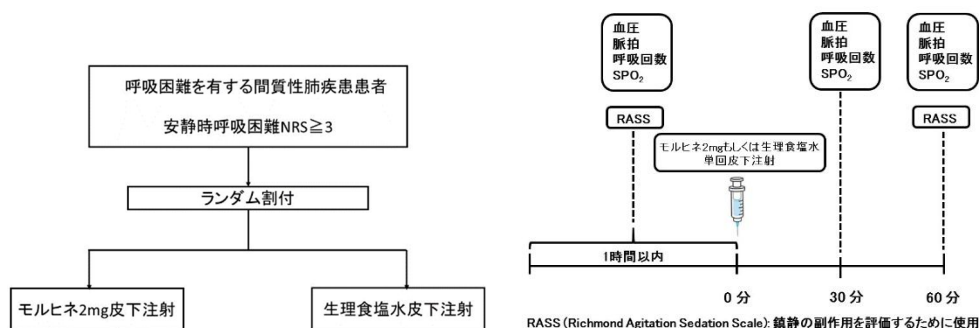 呼吸困難を有する間質性肺疾患患者
安静時呼吸困難NRS≧3
ランダム割付
モルヒネ2mg皮下注射
生理食塩水皮下注射
血圧
脈拍
呼吸回数
SPO₂
RASS
血圧
脈拍
呼吸回数
SPO₂
血圧
脈拍
呼吸回数
SPO₂
RASS
モルヒネ2mgもしくは生理食塩水
単回皮下注射
1時間以内
0 分
30 分
60 分
RASS (Richmond Agitation Sedation Scale): 鎮静の副作用を評価するために使用